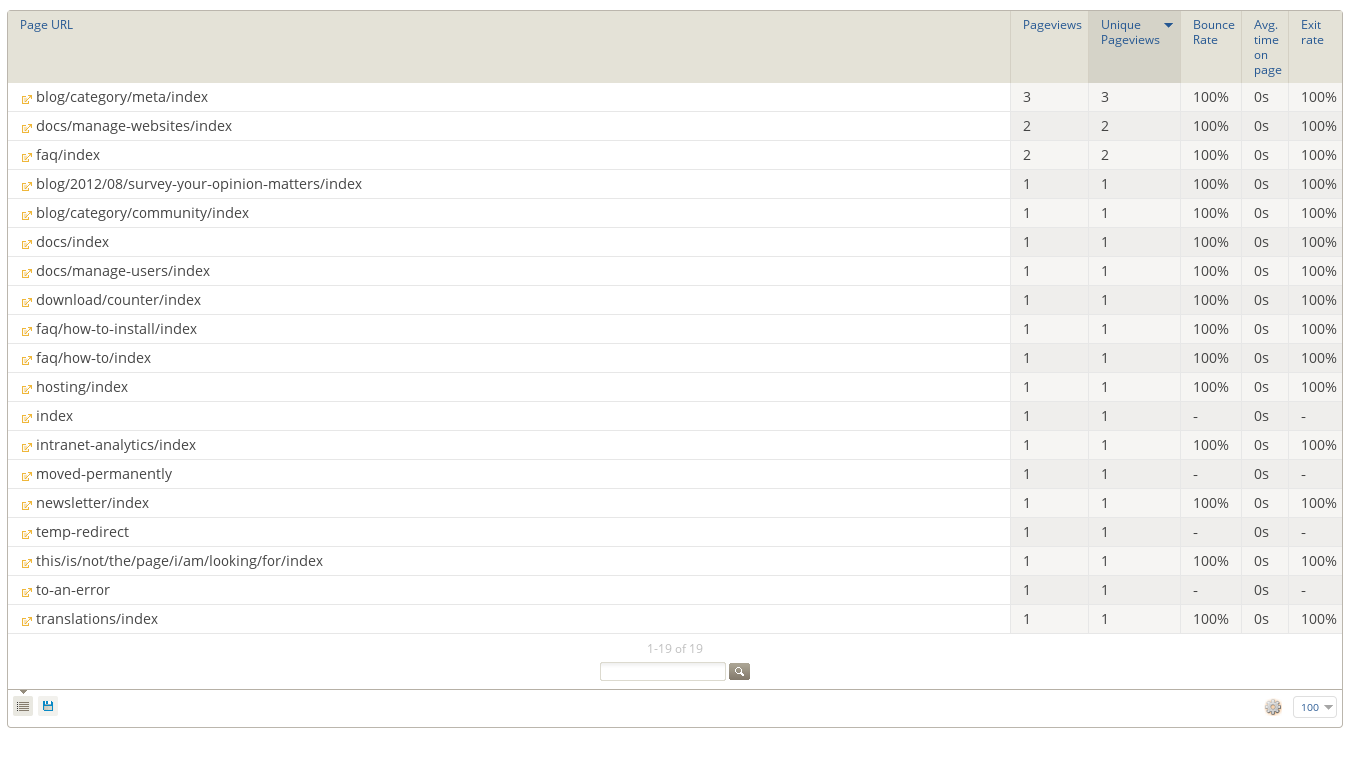 Page URL Pageviews Unique Pageviews Bounce Rate Avg. time on page Exit rate
blog/category/meta/index 3 3 100% 0s 100%
docs/manage-websites/index 2 2 100% 0s 100%
faq/index 2 2 100% 0s 100%
blog/2012/08/survey-your-opinion-matters/index 1 1 100% 0s 100%
blog/category/community/index 1 1 100% 0s 100%
docs/index 1 1 100% 0s 100%
docs/manage-users/index 1 1 100% 0s 100%
download/counter/index 1 1 100% 0s 100%
faq/how-to-install/index 1 1 100% 0s 100%
faq/how-to/index 1 1 100% 0s 100%
hosting/index 1 1 100% 0s 100%
index 1 1 - 0s -
intranet-analytics/index 1 1 100% 0s 100%
moved-permanently 1 1 - 0s -
newsletter/index 1 1 100% 0s 100%
temp-redirect 1 1 - 0s -
this/is/not/the/page/i/am/looking/for/index 1 1 100% 0s 100%
to-an-error 1 1 - 0s -
translations/index 1 1 100% 0s 100%
1-19 of 19
100